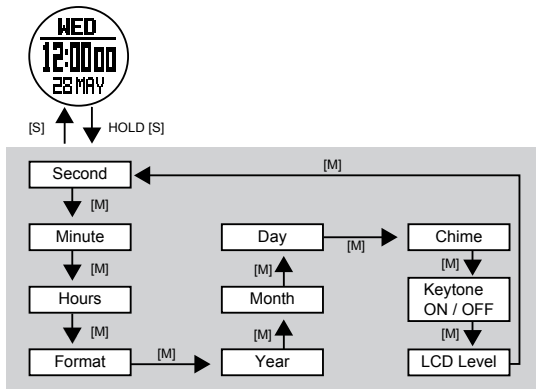 WED
12:00 00
28 MAY
[S]
HOLD [S]
[M]
Second
[M]
Minute
[M]
Hours
[M]
Format
[M]
Year
[M]
Month
[M]
Day
[M]
Chime
[M]
Keytone
ON / OFF
[M]
LCD Level